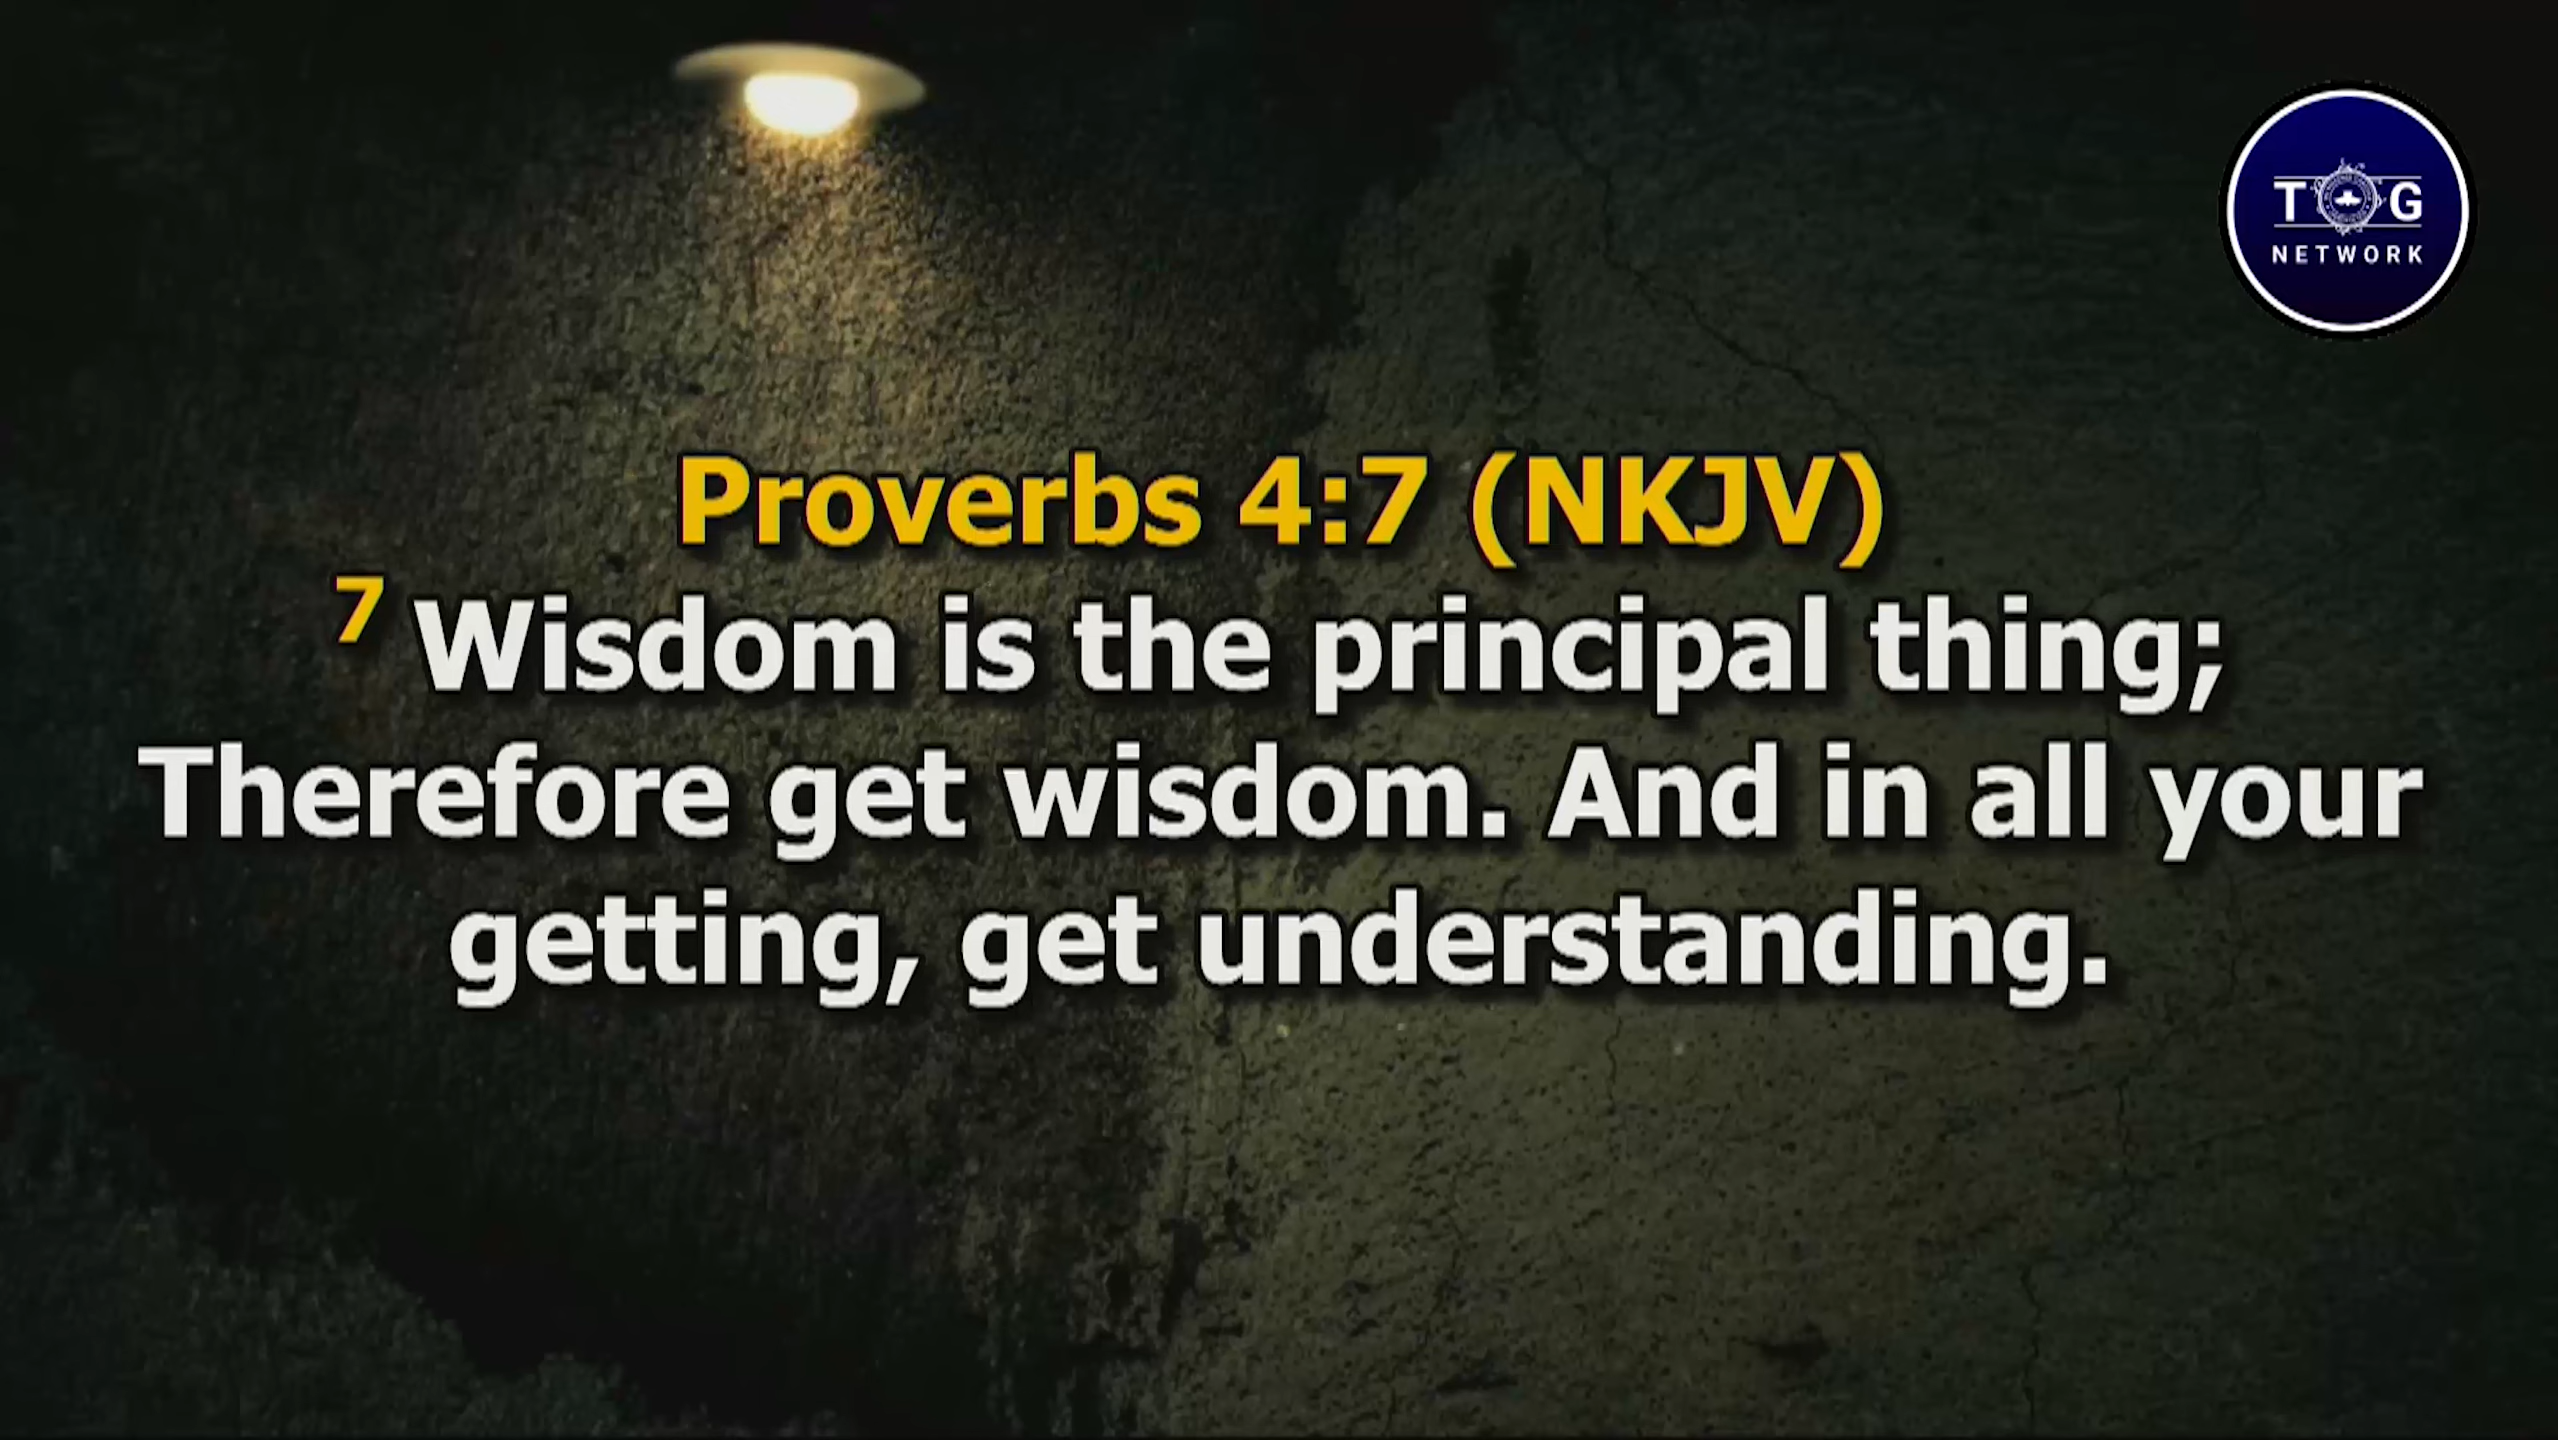 T G
NETWORK
Proverbs 4:7 (NKJV)
7 Wisdom is the principal thing;
Therefore get wisdom. And in all your
getting, get understanding.